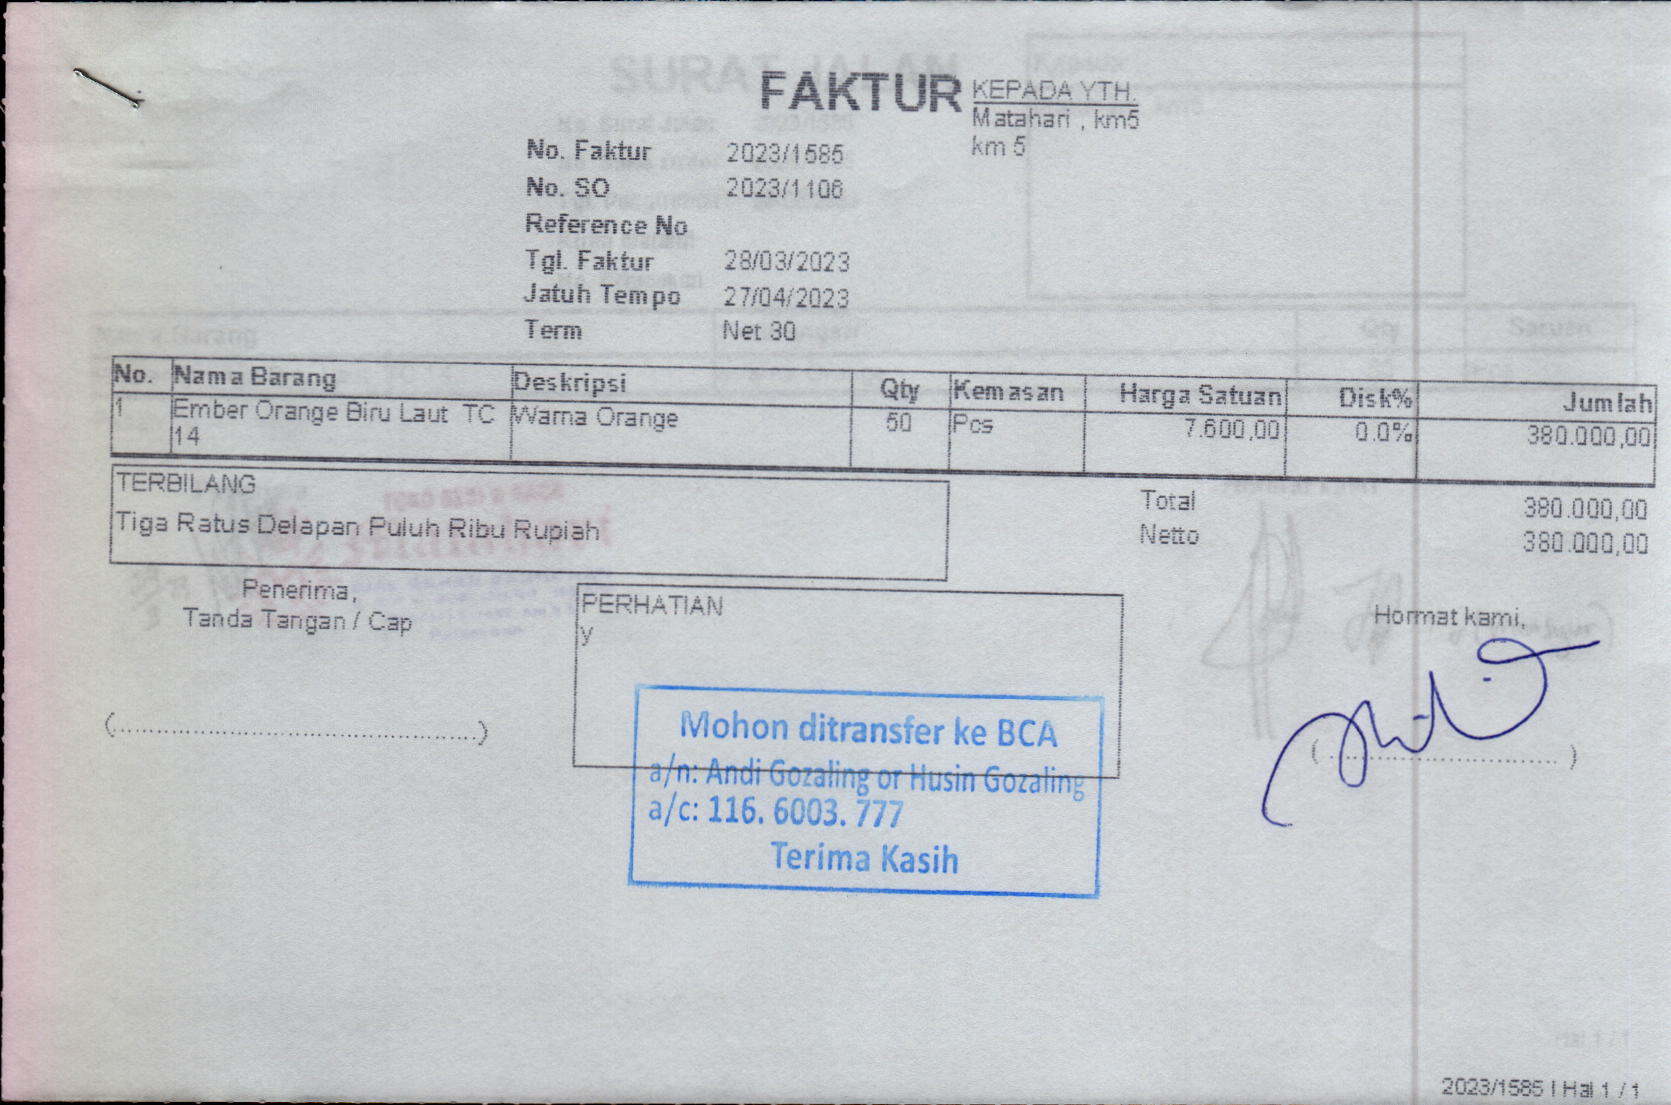 FAKTUR
KEPADA YTH.
Matahari , km5
km 5
No. Faktur 2023/1585
No. SO 2023/1106
Reference No
Tgl. Faktur 28/03/2023
Jatuh Tempo 27/04/2023
Term Net 30
No. Nama Barang Deskripsi Qty Kemasan Harga Satuan Disk% Jumlah
1 Ember Orange Biru Laut TC Warna Orange 50 Pcs 7.600,00 0.0% 380.000,00
14
TERBILANG
Tiga Ratus Delapan Puluh Ribu Rupiah
Total 380.000,00
Netto 380.000,00
Penerima,
Tanda Tangan / Cap
(................................................)
PERHATIAN
y
Mohon ditransfer ke BCA
a/n: Andi Gozaling or Husin Gozaling
a/c: 116. 6003. 777
Terima Kasih
Hormat kami,
(................................)
2023/1585 | Hal 1 / 1